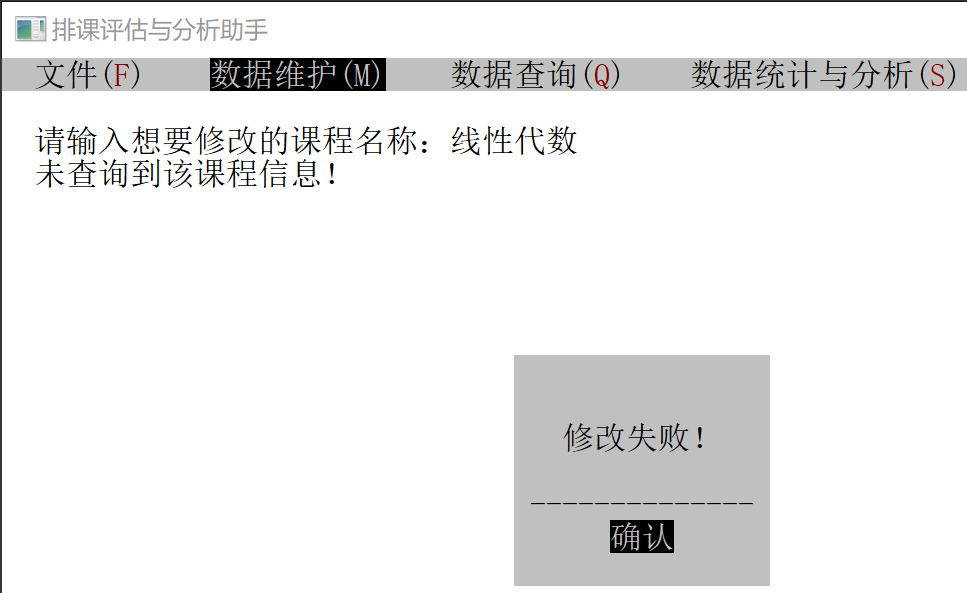 排课评估与分析助手
文件(F) 数据维护(M) 数据查询(Q) 数据统计与分析(S)
请输入想要修改的课程名称：线性代数
未查询到该课程信息！
修改失败！
--------------
确认